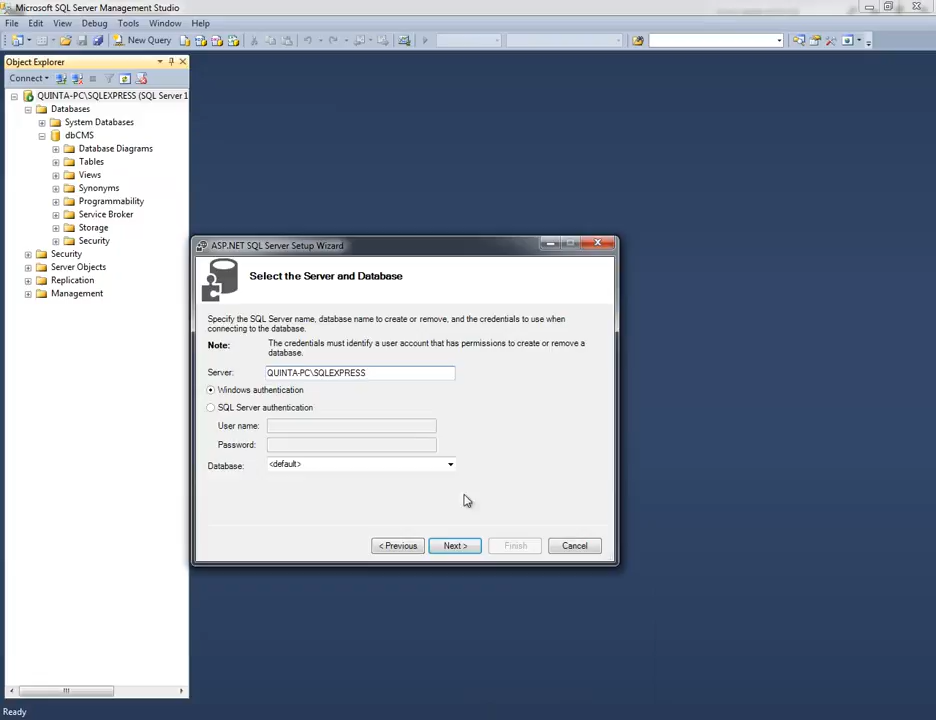 Microsoft SQL Server Management Studio
File Edit View Debug Tools Window Help
New Query
Object Explorer
Connect
QUINTA-PC\SQLEXPRESS (SQL Server 1
Databases
System Databases
dbCMS
Database Diagrams
Tables
Views
Synonyms
Programmability
Service Broker
Storage
Security
Security
Server Objects
Replication
Management
ASP.NET SQL Server Setup Wizard
Select the Server and Database
Specify the SQL Server name, database name to create or remove, and the credentials to use when
connecting to the database.
Note: The credentials must identify a user account that has permissions to create or remove a
database.
Server: QUINTA-PC\SQLEXPRESS
Windows authentication
SQL Server authentication
User name:
Password:
Database: <default>
< Previous Next > Finish Cancel
Ready